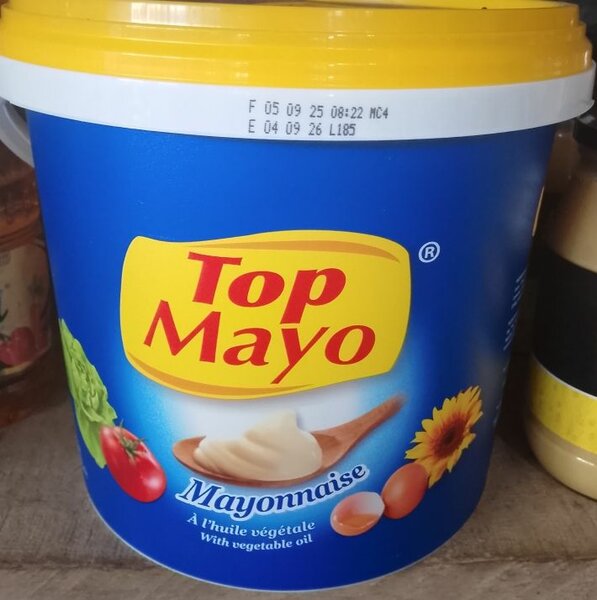 F 05 09 25 08:22 MC4
E 04 09 26 L185
Top
Mayo
®
Mayonnaise
À l'huile végétale
With vegetable oil